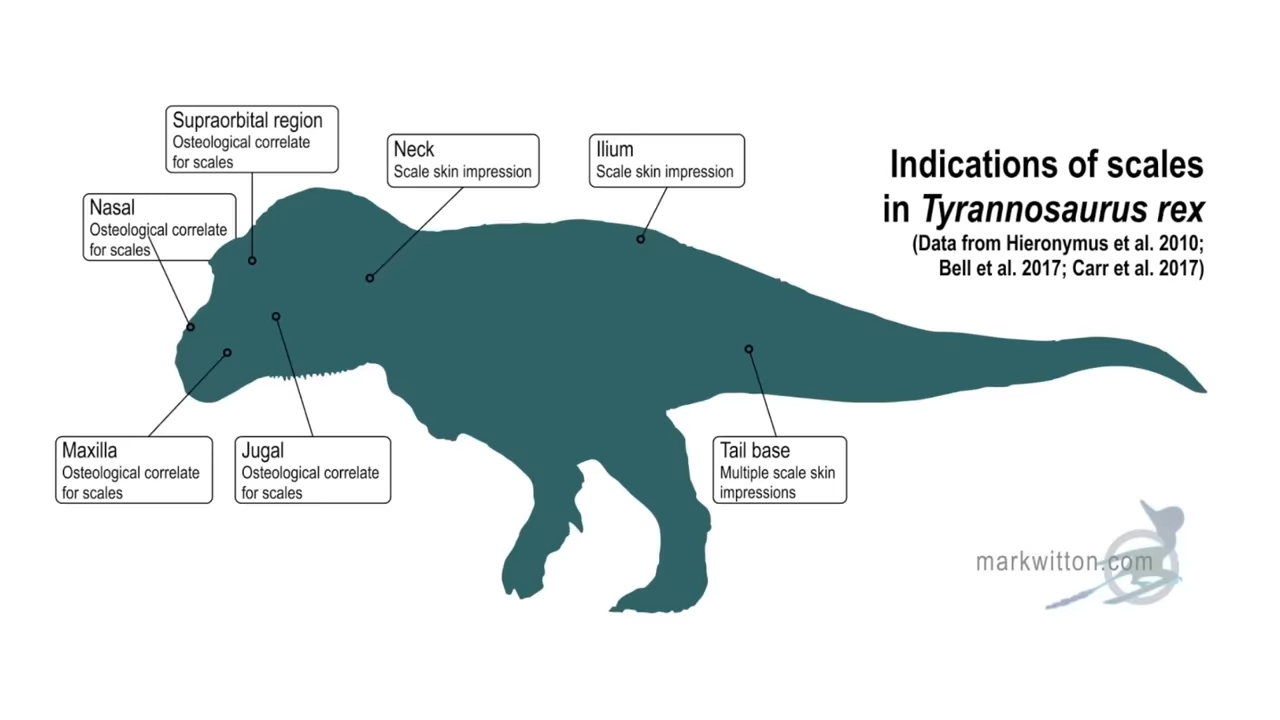 Supraorbital region
Osteological correlate
for scales
Neck
Scale skin impression
Ilium
Scale skin impression
Indications of scales
in Tyrannosaurus rex
(Data from Hieronymus et al. 2010;
Bell et al. 2017; Carr et al. 2017)
Nasal
Osteological correlate
for scales
Maxilla
Osteological correlate
for scales
Jugal
Osteological correlate
for scales
Tail base
Multiple scale skin
impressions
markwitton.com